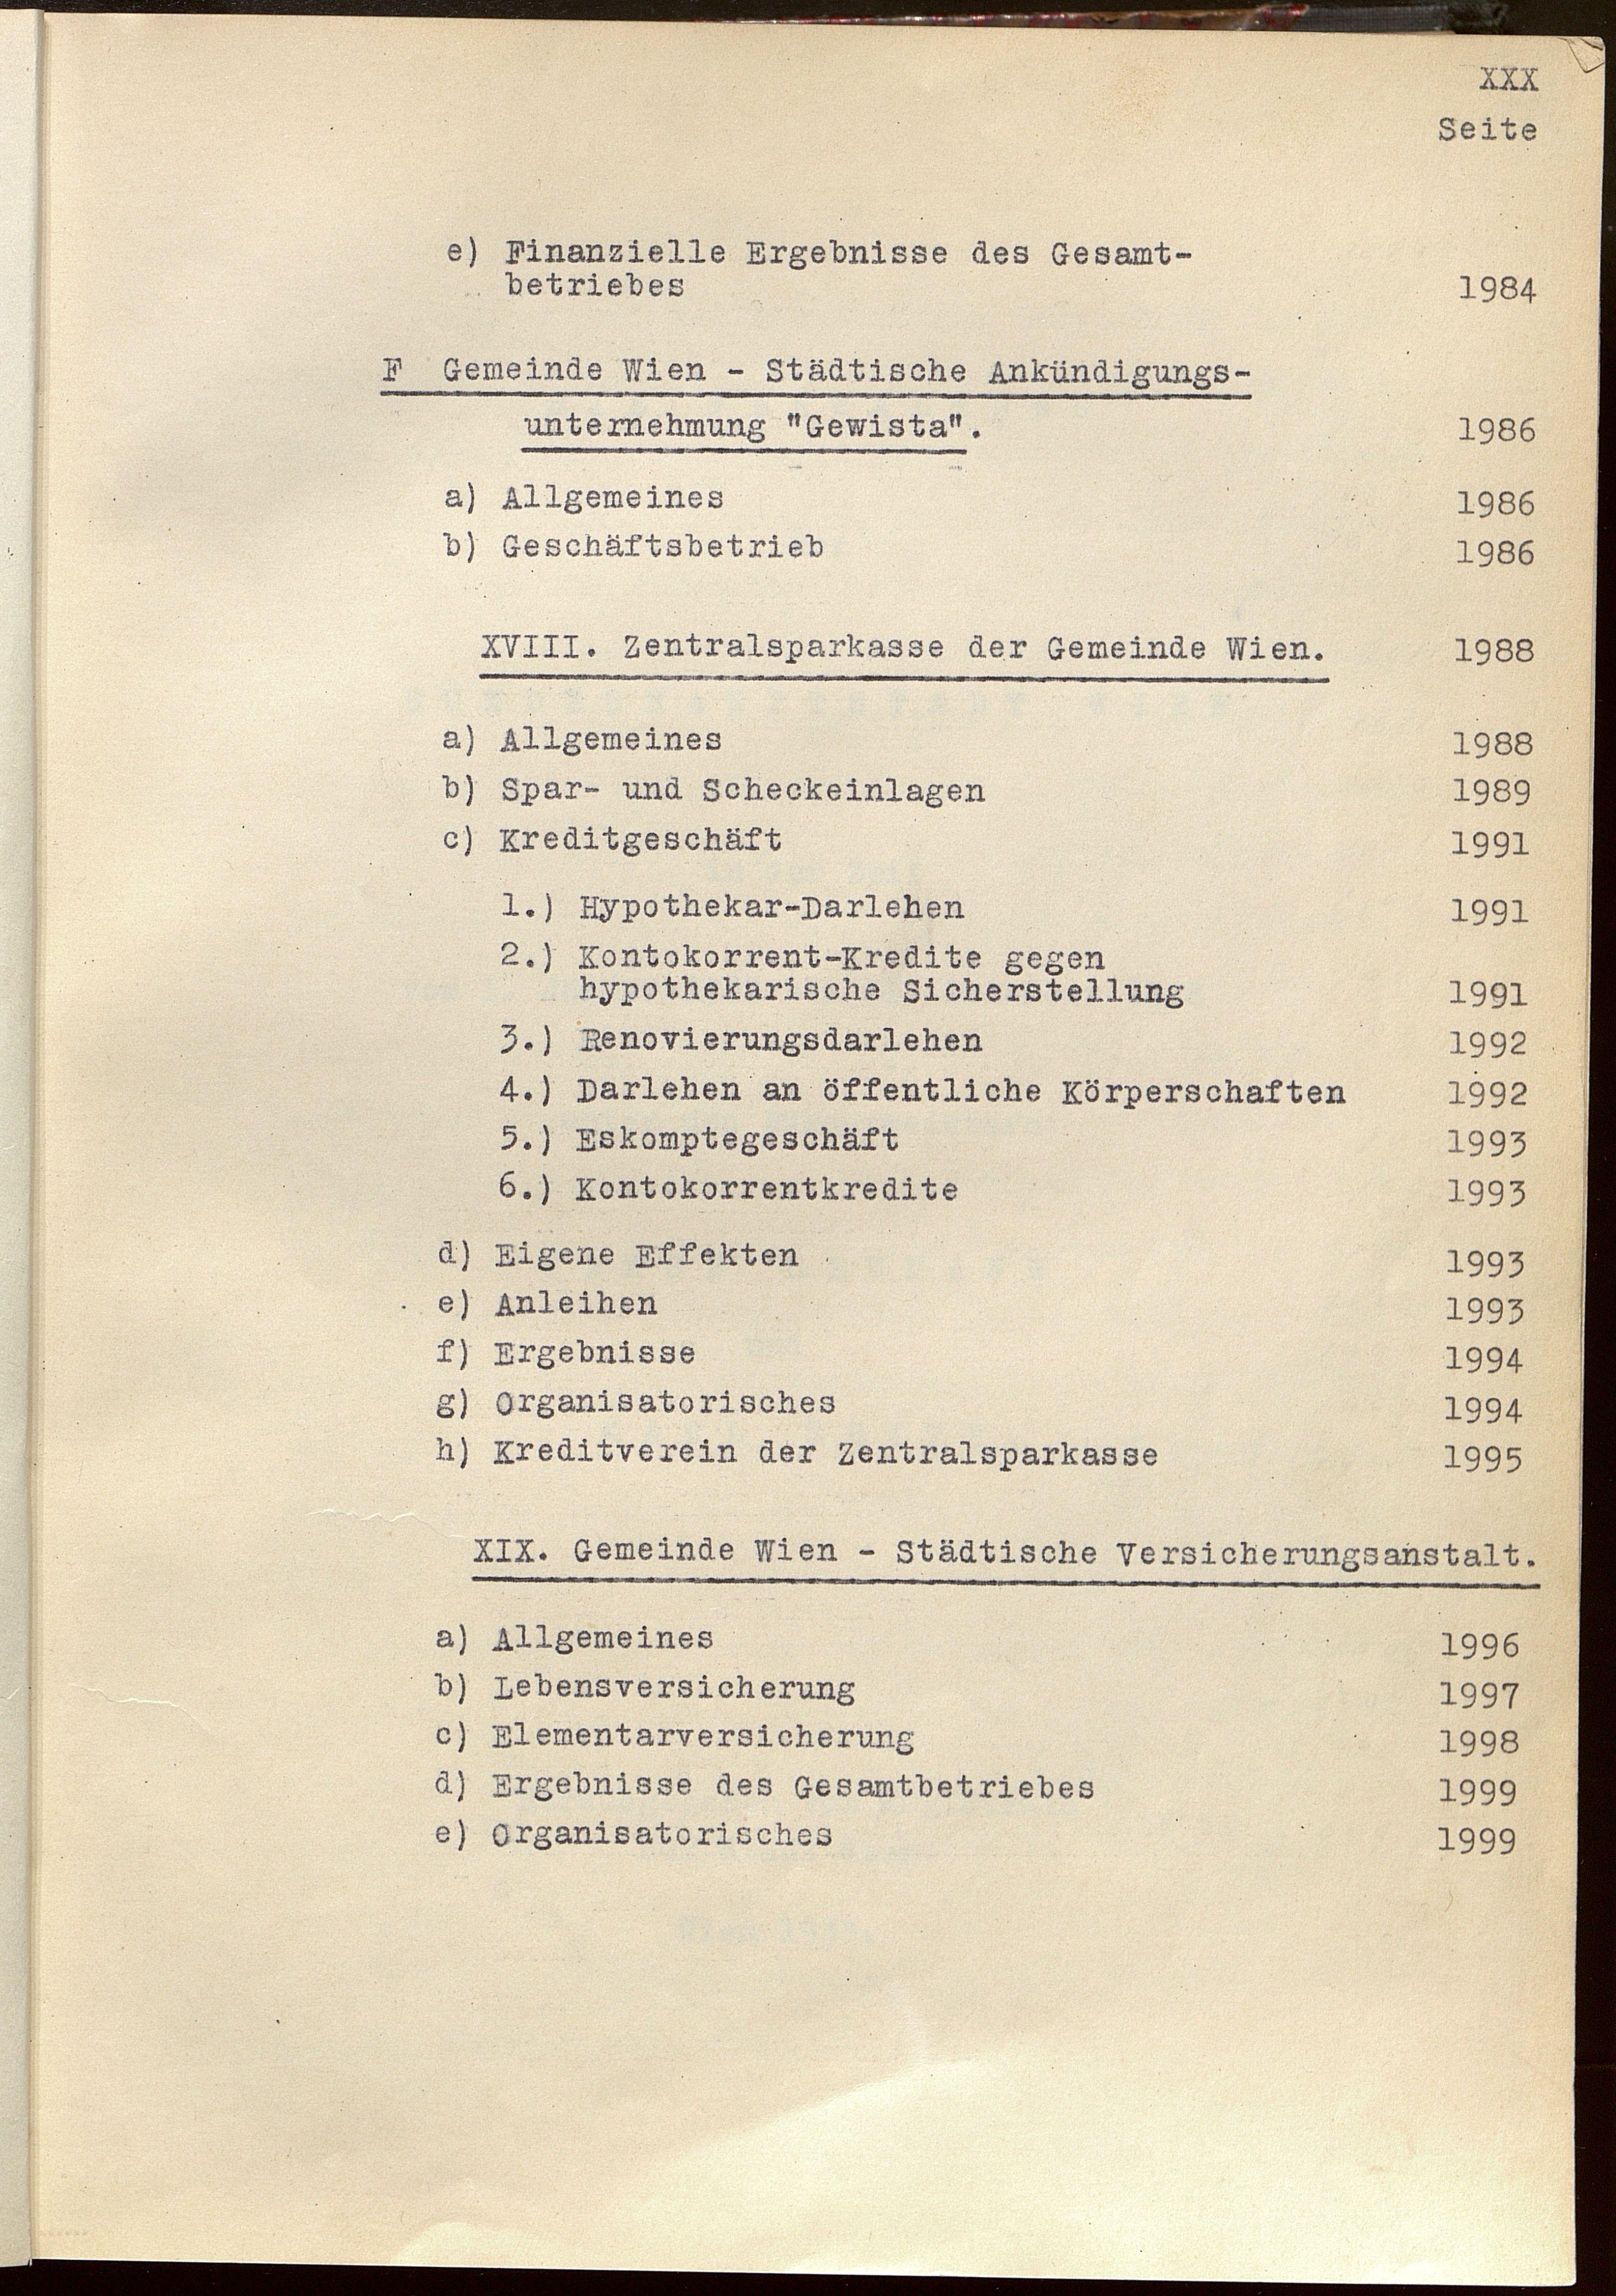 XXX
Seite
e) Finanzielle Ergebnisse des Gesamt-
betriebes 1984
F Gemeinde Wien - Städtische Ankündigungs-
unternehmung "Gewista". 1986
a) Allgemeines 1986
b) Geschäftsbetrieb 1986
XVIII. Zentralsparkasse der Gemeinde Wien. 1988
a) Allgemeines 1988
b) Spar- und Scheckeinlagen 1989
c) Kreditgeschäft 1991
1.) Hypothekar-Darlehen 1991
2.) Kontokorrent-Kredite gegen
hypothekarische Sicherstellung 1991
3.) Renovierungsdarlehen 1992
4.) Darlehen an öffentliche Körperschaften 1992
5.) Eskomptegeschäft 1993
6.) Kontokorrentkredite 1993
d) Eigene Effekten 1993
e) Anleihen 1993
f) Ergebnisse 1994
g) Organisatorisches 1994
h) Kreditverein der Zentralsparkasse 1995
XIX. Gemeinde Wien - Städtische Versicherungsanstalt.
a) Allgemeines 1996
b) Lebensversicherung 1997
c) Elementarversicherung 1998
d) Ergebnisse des Gesamtbetriebes 1999
e) Organisatorisches 1999